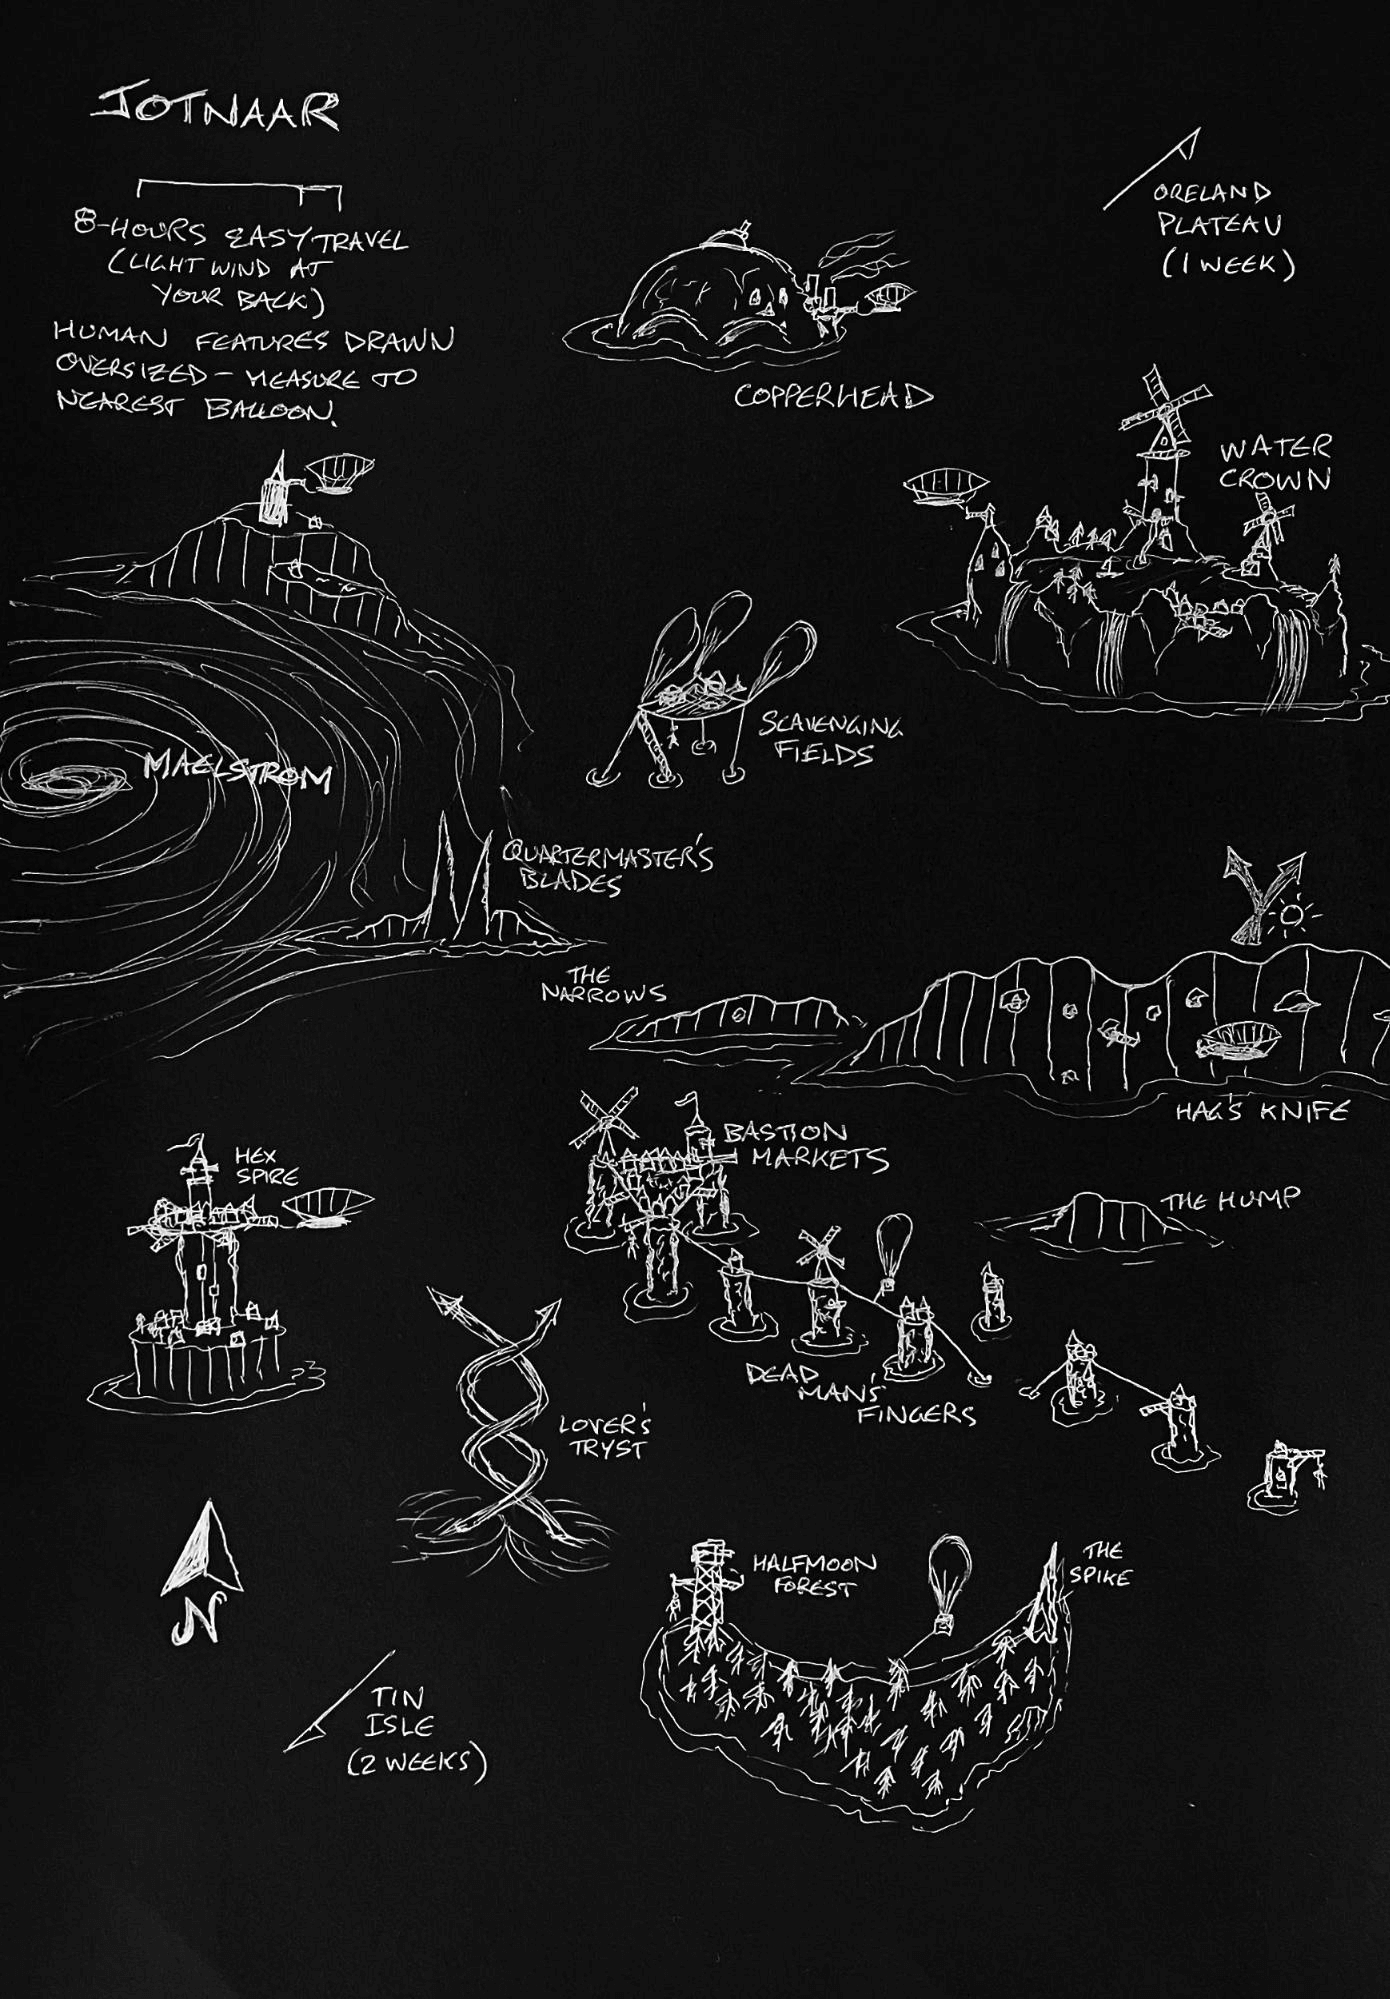 JOTNAAR
8-HOURS EASY TRAVEL
(LIGHT WIND AT
YOUR BACK)
HUMAN FEATURES DRAWN
OVERSIZED - MEASURE TO
NEAREST BALLOON.
ORELAND
PLATEAU
(1 WEEK)
COPPERHEAD
WATER
CROWN
SCAVENGING
FIELDS
MAELSTROM
QUARTERMASTER'S
BLADES
THE
NARROWS
HAG'S KNIFE
BASTION
MARKETS
HEX
SPIRE
THE HUMP
DEAD
MAN'S
FINGERS
LOVER'S
TRYST
N
HALFMOON
FOREST
THE
SPIKE
TIN
ISLE
(2 WEEKS)